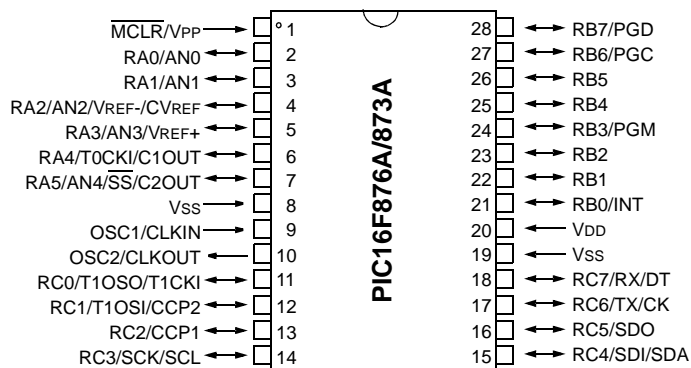 MCLR/VPP 1
RA0/AN0 2
RA1/AN1 3
RA2/AN2/VREF-/CVREF 4
RA3/AN3/VREF+ 5
RA4/T0CKI/C1OUT 6
RA5/AN4/SS/C2OUT 7
VSS 8
OSC1/CLKIN 9
OSC2/CLKOUT 10
RC0/T1OSO/T1CKI 11
RC1/T1OSI/CCP2 12
RC2/CCP1 13
RC3/SCK/SCL 14
PIC16F876A/873A
28 RB7/PGD
27 RB6/PGC
26 RB5
25 RB4
24 RB3/PGM
23 RB2
22 RB1
21 RB0/INT
20 VDD
19 VSS
18 RC7/RX/DT
17 RC6/TX/CK
16 RC5/SDO
15 RC4/SDI/SDA